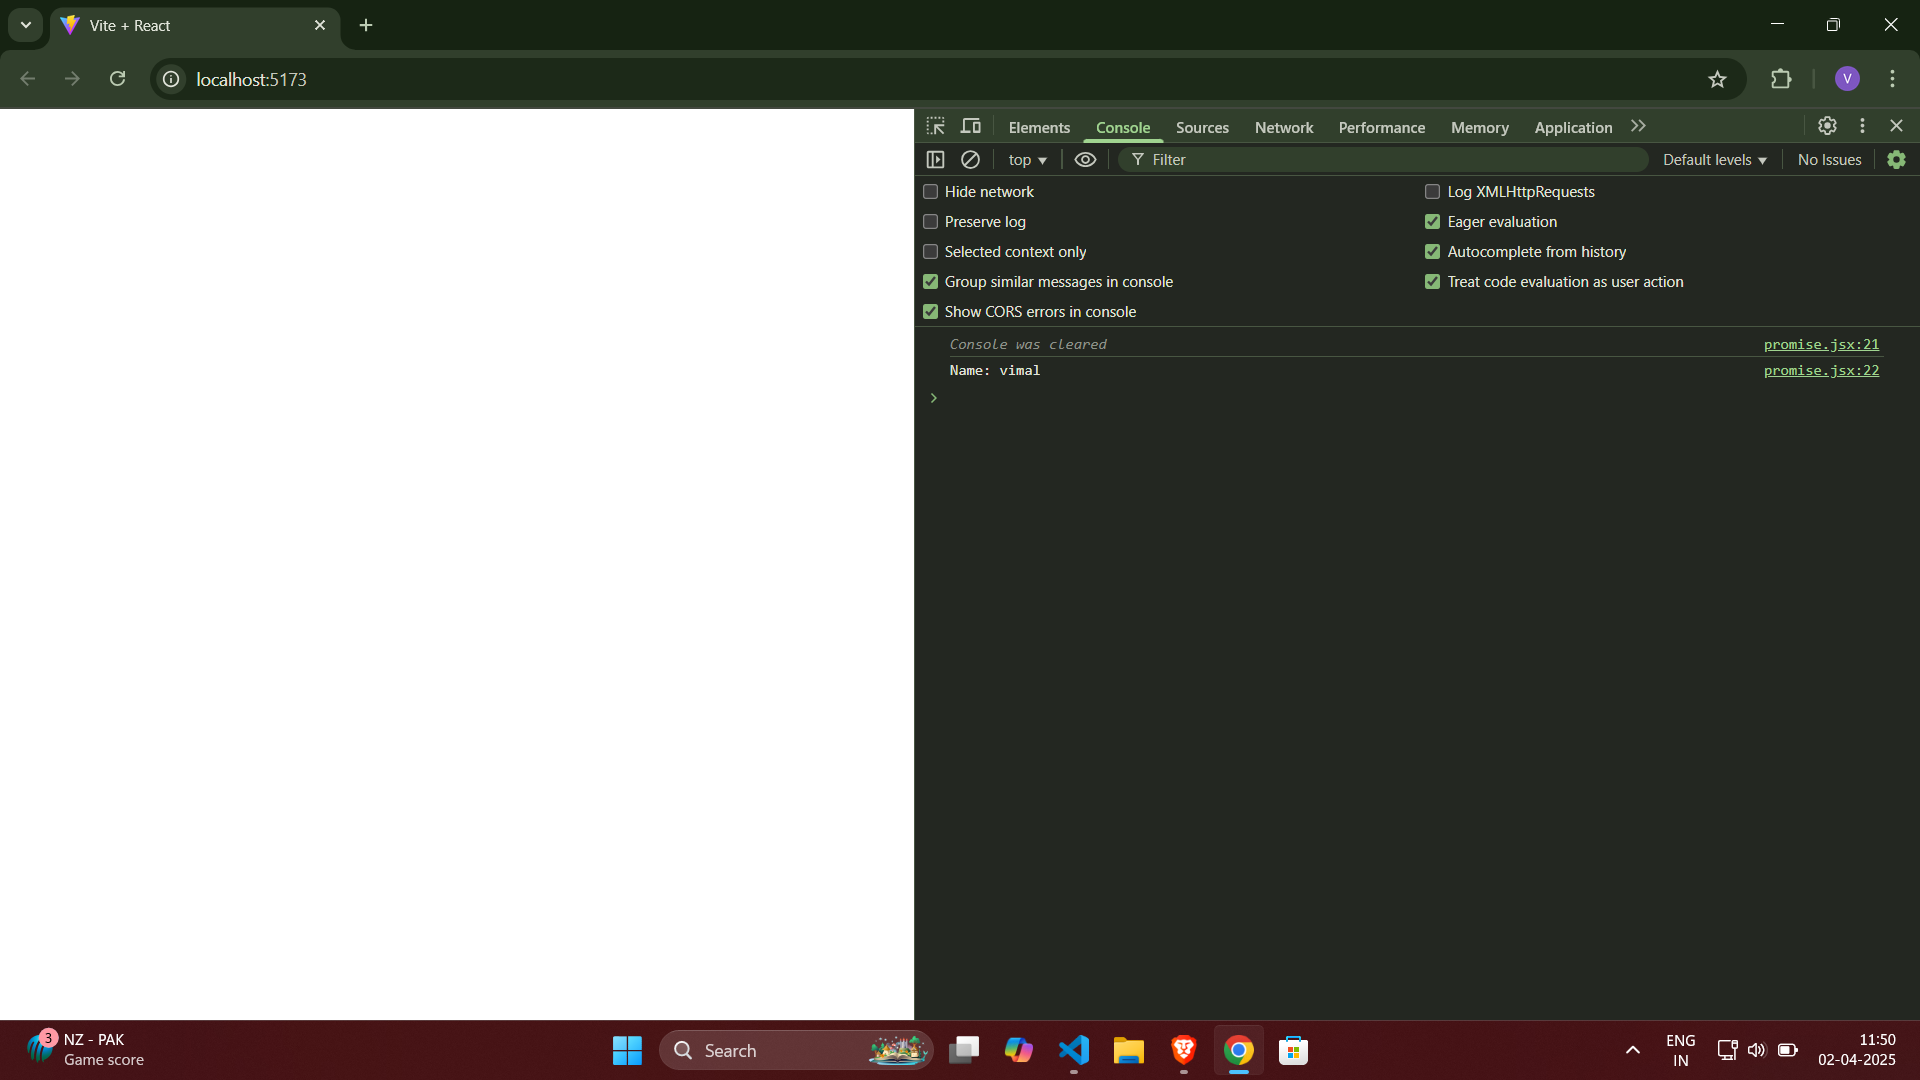 Vite + React
localhost:5173
V
Elements Console Sources Network Performance Memory Application
top Filter Default levels No Issues
Hide network Log XMLHttpRequests
Preserve log Eager evaluation
Selected context only Autocomplete from history
Group similar messages in console Treat code evaluation as user action
Show CORS errors in console
Console was cleared promise.jsx:21
Name: vimal promise.jsx:22
3 NZ - PAK
Game score
Search
ENG
IN
11:50
02-04-2025